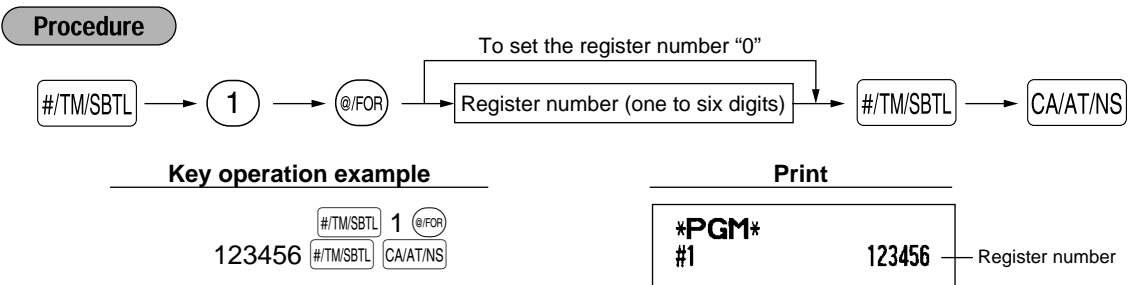 Procedure
To set the register number “0”
#/TM/SBTL 1 @/FOR Register number (one to six digits) #/TM/SBTL CA/AT/NS
Key operation example
Print
#/TM/SBTL 1 @/FOR
123456 #/TM/SBTL CA/AT/NS
*PGM*
#1 123456 Register number